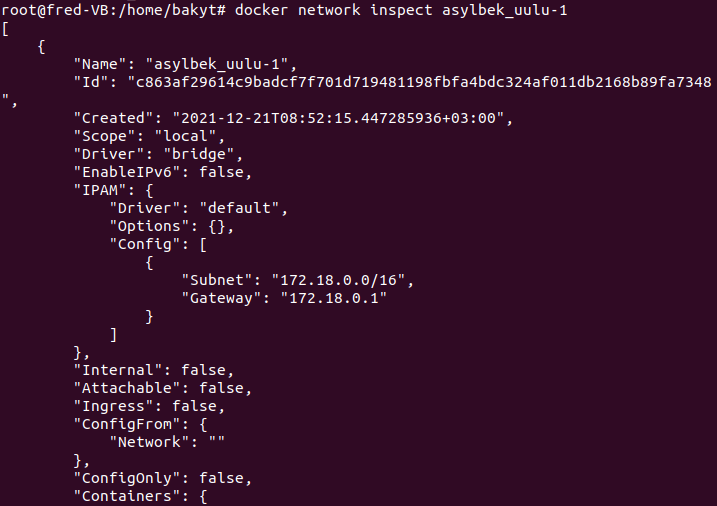 root@fred-VB:/home/bakyt# docker network inspect asylbek_uulu-1
[
    {
        "Name": "asylbek_uulu-1",
        "Id": "c863af29614c9badcf7f701d719481198fbfa4bdc324af011db2168b89fa7348
",
        "Created": "2021-12-21T08:52:15.447285936+03:00",
        "Scope": "local",
        "Driver": "bridge",
        "EnableIPv6": false,
        "IPAM": {
            "Driver": "default",
            "Options": {},
            "Config": [
                {
                    "Subnet": "172.18.0.0/16",
                    "Gateway": "172.18.0.1"
                }
            ]
        },
        "Internal": false,
        "Attachable": false,
        "Ingress": false,
        "ConfigFrom": {
            "Network": ""
        },
        "ConfigOnly": false,
        "Containers": {